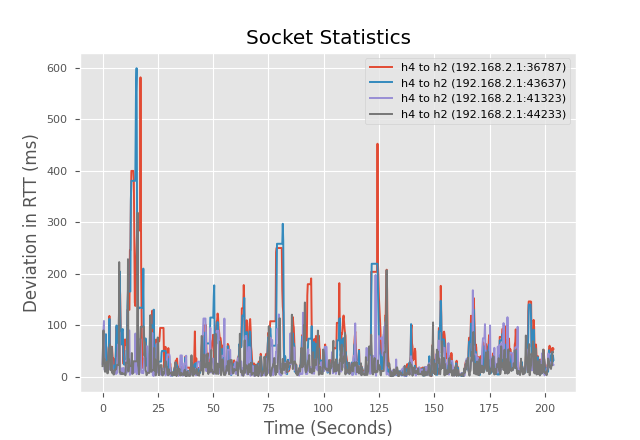 Socket Statistics
h4 to h2 (192.168.2.1:36787)
h4 to h2 (192.168.2.1:43637)
h4 to h2 (192.168.2.1:41323)
h4 to h2 (192.168.2.1:44233)
Deviation in RTT (ms)
600
500
400
300
200
100
0
0 25 50 75 100 125 150 175 200
Time (Seconds)